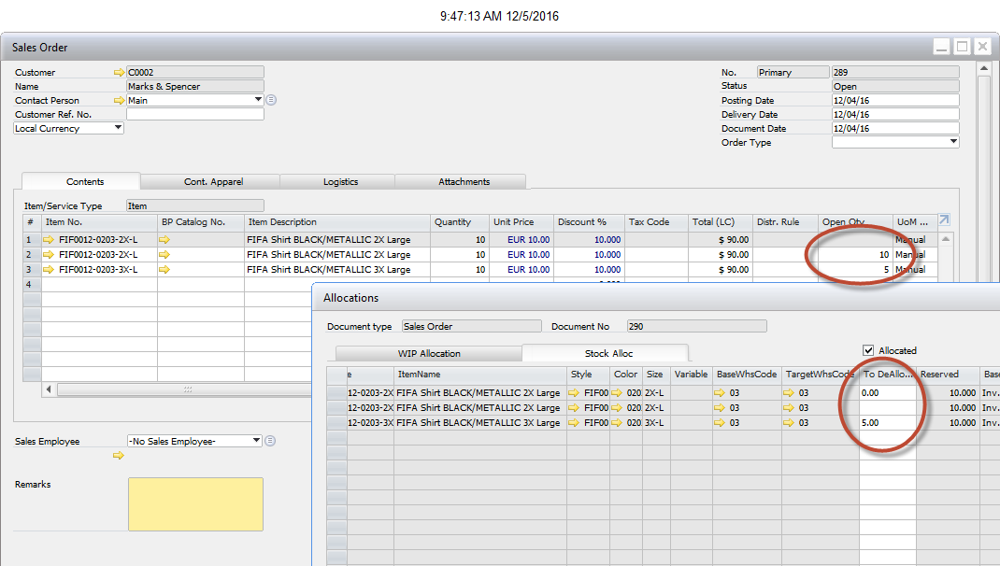 9:47:13 AM 12/5/2016
Sales Order
Customer C0002 No. Primary 289
Name Marks & Spencer Status Open
Contact Person Main Posting Date 12/04/16
Customer Ref. No. Delivery Date 12/04/16
Local Currency Document Date 12/04/16
Order Type
Contents Cont. Apparel Logistics Attachments
Item/Service Type Item
# Item No. BP Catalog No. Item Description Quantity Unit Price Discount % Tax Code Total (LC) Distr. Rule Open Qty UoM ...
1 FIF0012-0203-2X-L FIFA Shirt BLACK/METALLIC 2X Large 10 EUR 10.00 10.000 $ 90.00 Manual
2 FIF0012-0203-2X-L FIFA Shirt BLACK/METALLIC 2X Large 10 EUR 10.00 10.000 $ 90.00 10 Manual
3 FIF0012-0203-3X-L FIFA Shirt BLACK/METALLIC 3X Large 10 EUR 10.00 10.000 $ 90.00 5 Manual
4
Allocations
Document type Sales Order Document No 290
WIP Allocation Stock Alloc Allocated
e ItemName Style Color Size Variable BaseWhsCode TargetWhsCode To DeAllo... Reserved Base
12-0203-2X FIFA Shirt BLACK/METALLIC 2X Large FIF00 020 2X-L 03 03 0.00 10.000 Inv.
12-0203-2X FIFA Shirt BLACK/METALLIC 2X Large FIF00 020 2X-L 03 03 10.000 Inv.
12-0203-3X FIFA Shirt BLACK/METALLIC 3X Large FIF00 020 3X-L 03 03 5.00 10.000 Inv.
Sales Employee -No Sales Employee-
Remarks